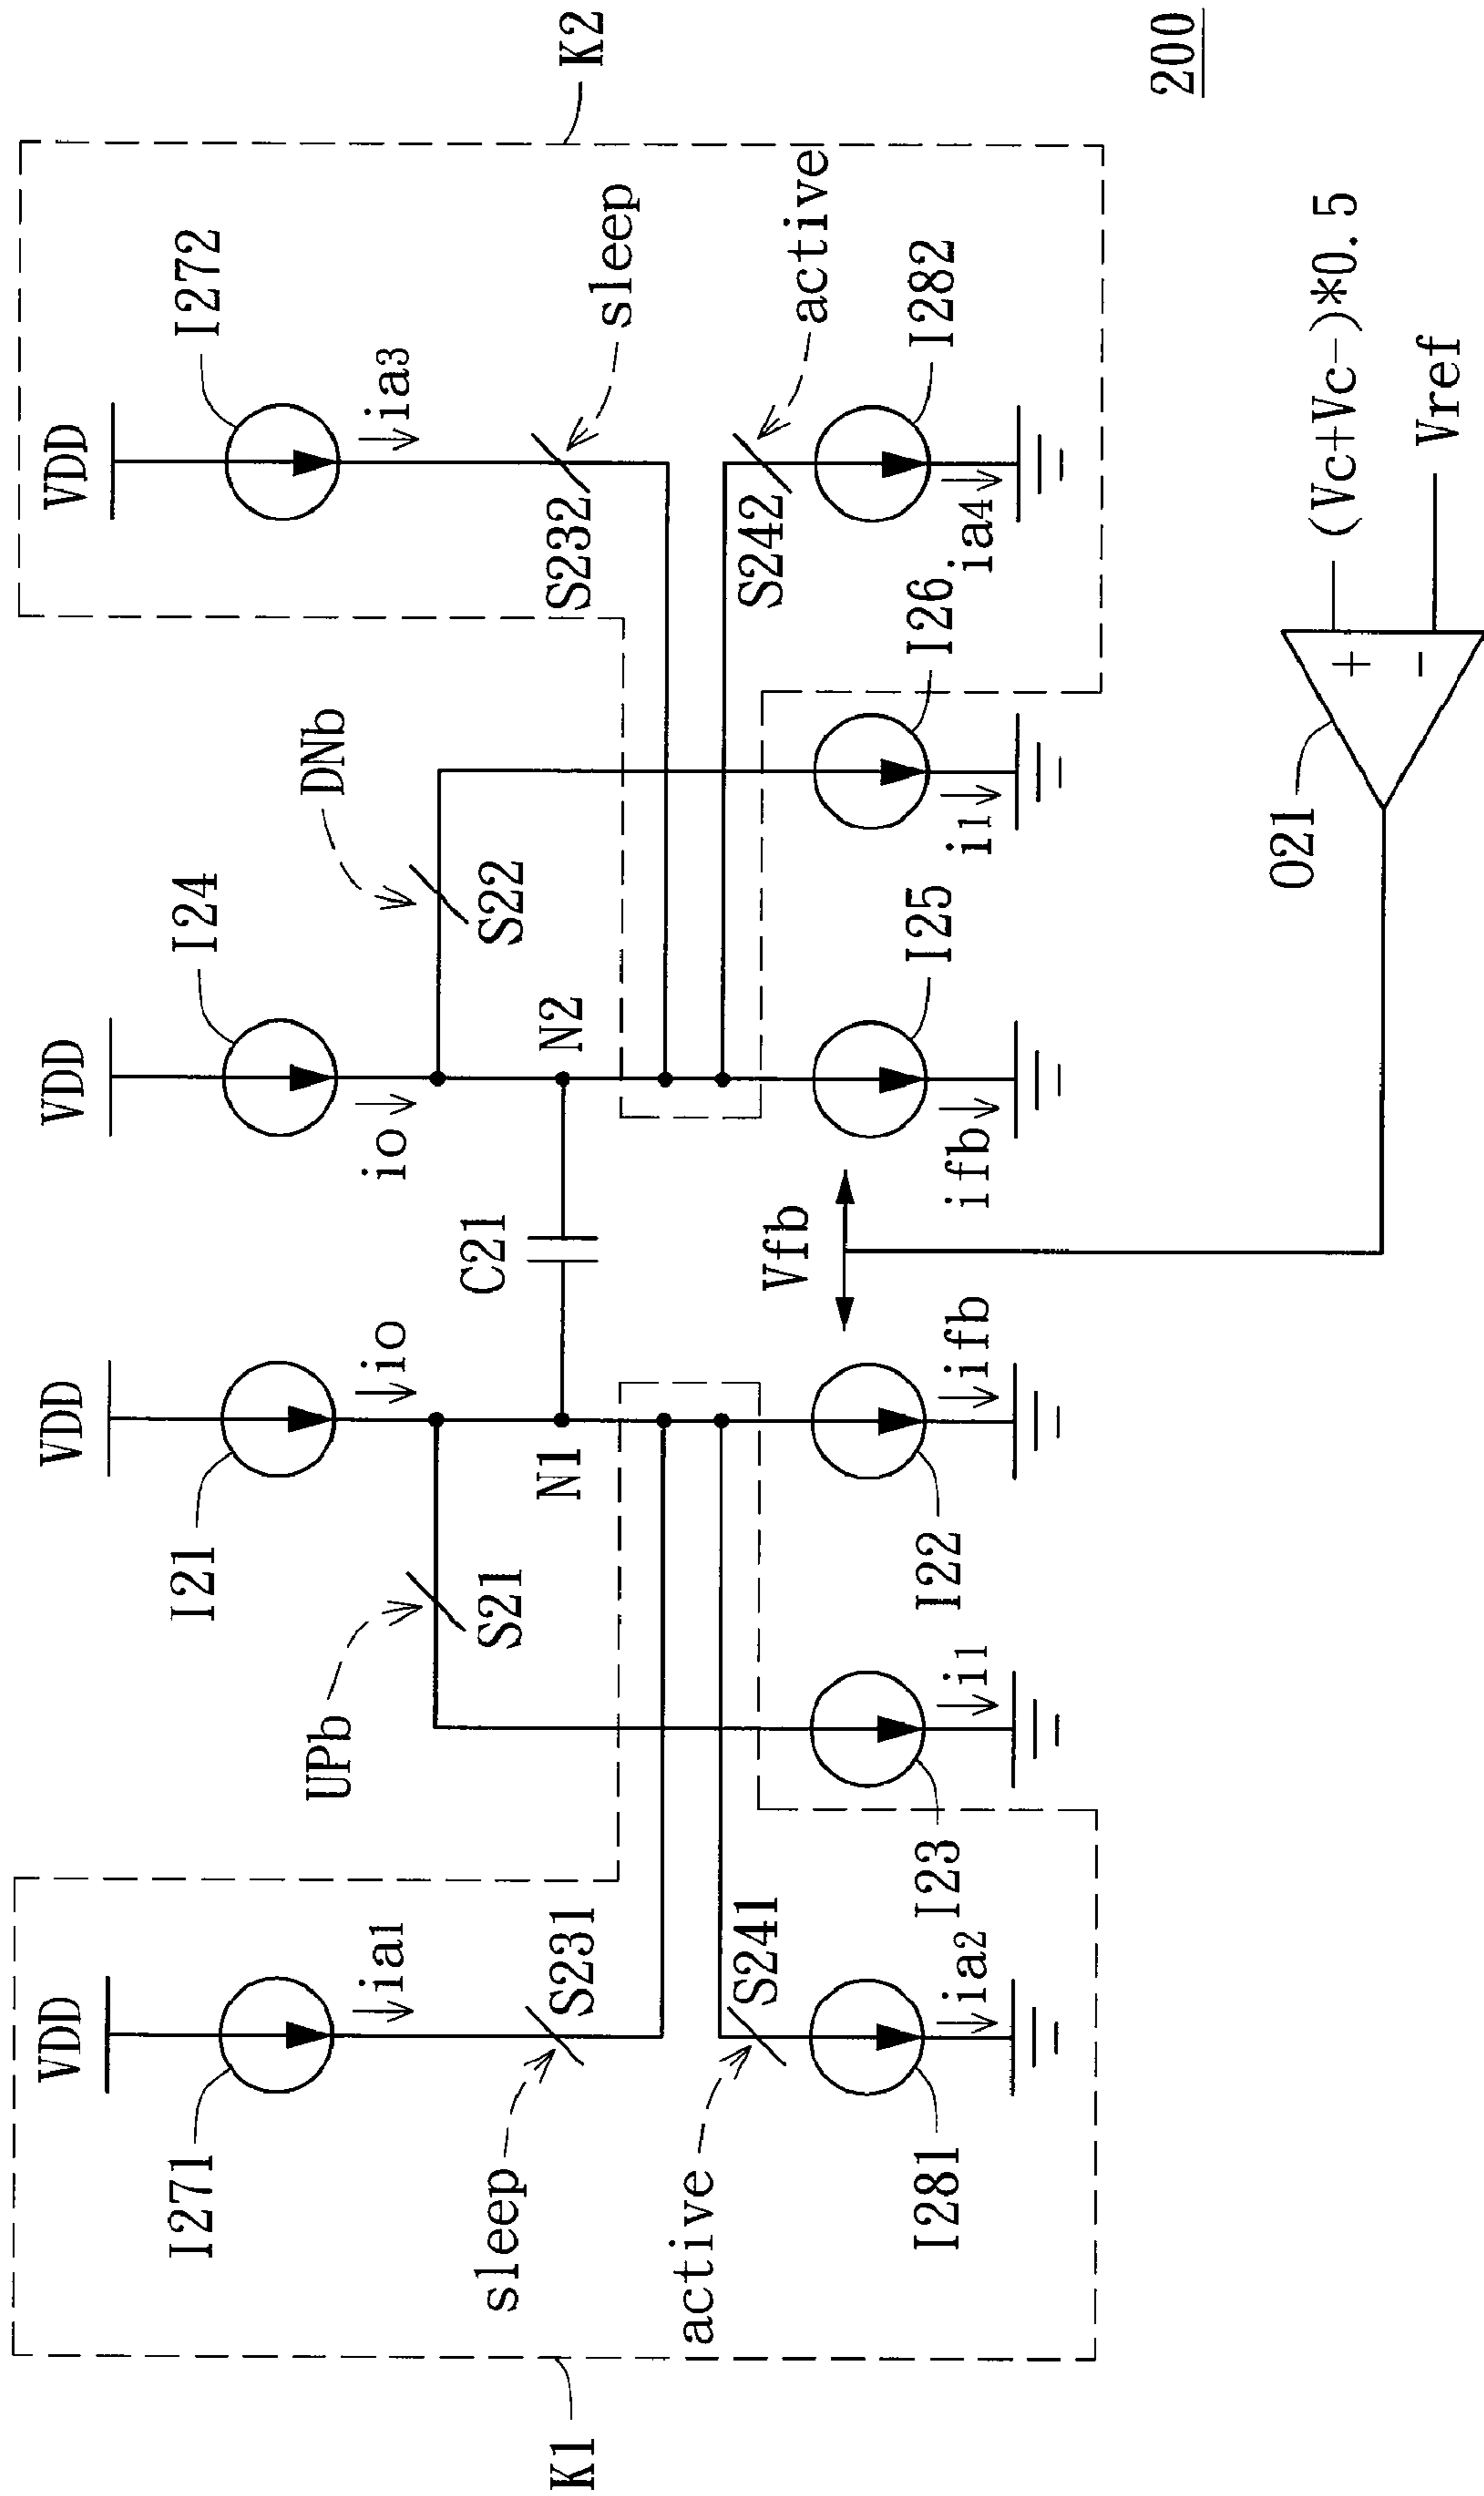 VDD
VDD
VDD
VDD
I271
I21
I24
I272
ia1
io
io
ia3
UPb
DNb
sleep
S231
S21
C21
S22
S232
sleep
K1
N1
N2
K2
active
S241
Vfb
S242
active
I281
ia2
I23
i1
I22
ifb
ifb
I25
i1
I26
ia4
I282
200
O21
(Vc+Vc-)*0.5
+
-
Vref